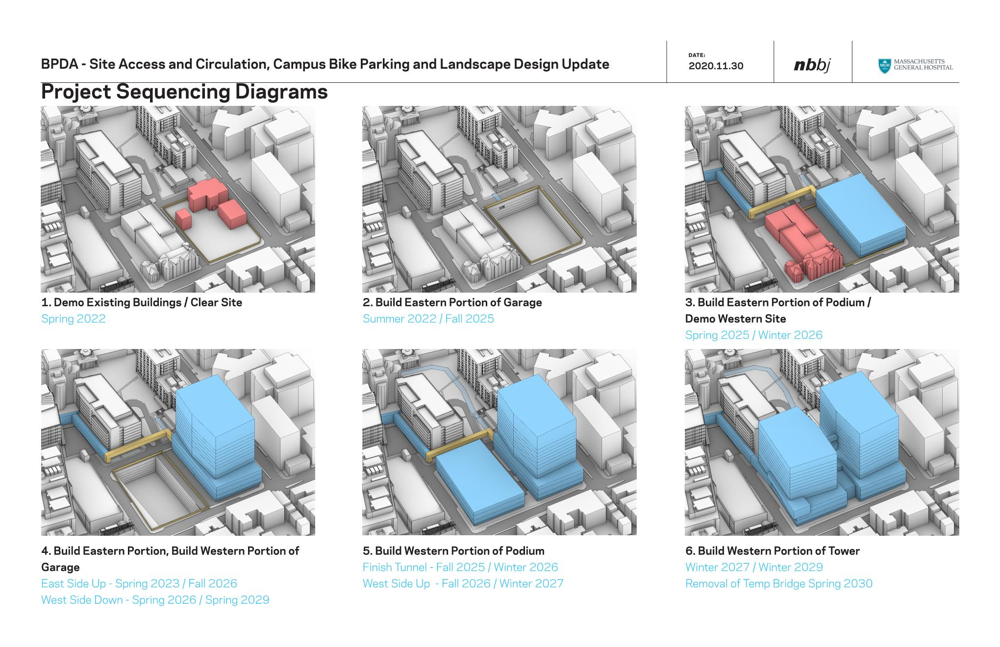 BPDA - Site Access and Circulation, Campus Bike Parking and Landscape Design Update
DATE:
2020.11.30
nbbj
MGH
1811
MASSACHUSETTS
GENERAL HOSPITAL
Project Sequencing Diagrams
1. Demo Existing Buildings / Clear Site
Spring 2022
2. Build Eastern Portion of Garage
Summer 2022 / Fall 2025
3. Build Eastern Portion of Podium /
Demo Western Site
Spring 2025 / Winter 2026
4. Build Eastern Portion, Build Western Portion of
Garage
East Side Up - Spring 2023 / Fall 2026
West Side Down - Spring 2026 / Spring 2029
5. Build Western Portion of Podium
Finish Tunnel - Fall 2025 / Winter 2026
West Side Up - Fall 2026 / Winter 2027
6. Build Western Portion of Tower
Winter 2027 / Winter 2029
Removal of Temp Bridge Spring 2030